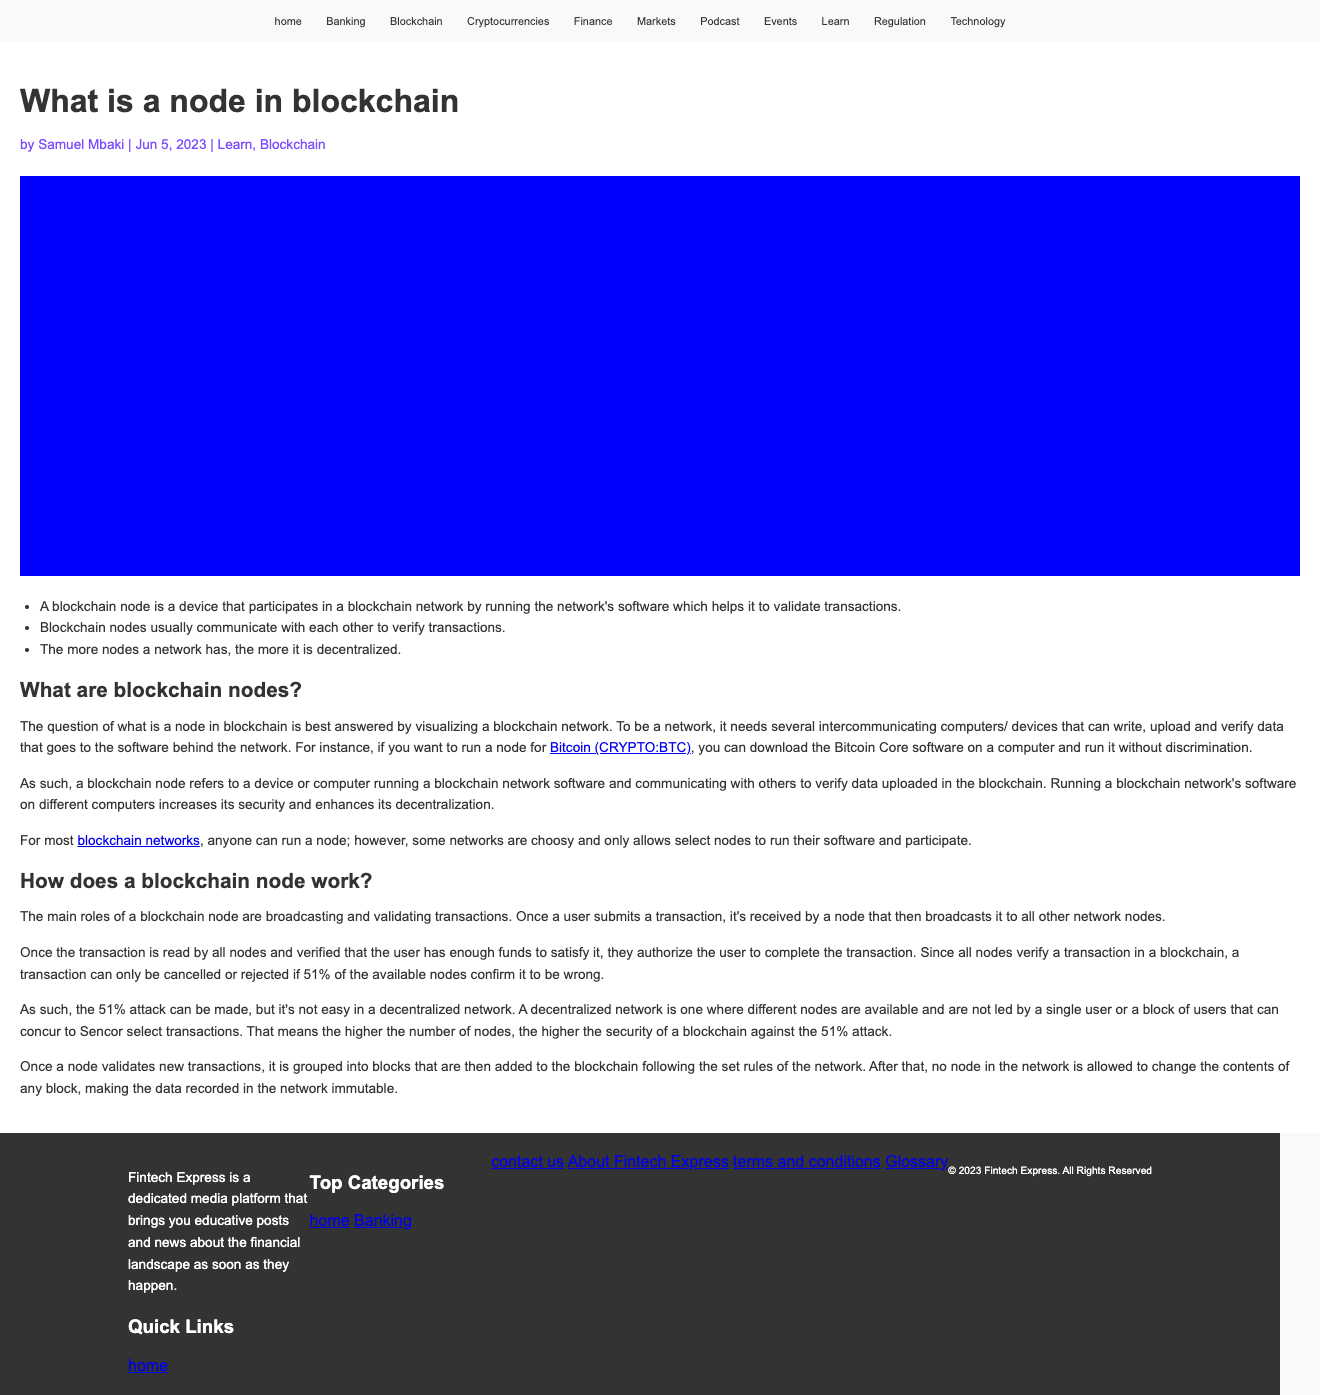 home Banking Blockchain Cryptocurrencies Finance Markets Podcast Events Learn Regulation Technology
What is a node in blockchain
by Samuel Mbaki | Jun 5, 2023 | Learn, Blockchain
• A blockchain node is a device that participates in a blockchain network by running the network's software which helps it to validate transactions.
• Blockchain nodes usually communicate with each other to verify transactions.
• The more nodes a network has, the more it is decentralized.
What are blockchain nodes?
The question of what is a node in blockchain is best answered by visualizing a blockchain network. To be a network, it needs several intercommunicating computers/ devices that can write, upload and verify data
that goes to the software behind the network. For instance, if you want to run a node for Bitcoin (CRYPTO:BTC), you can download the Bitcoin Core software on a computer and run it without discrimination.
As such, a blockchain node refers to a device or computer running a blockchain network software and communicating with others to verify data uploaded in the blockchain. Running a blockchain network's software
on different computers increases its security and enhances its decentralization.
For most blockchain networks, anyone can run a node; however, some networks are choosy and only allows select nodes to run their software and participate.
How does a blockchain node work?
The main roles of a blockchain node are broadcasting and validating transactions. Once a user submits a transaction, it's received by a node that then broadcasts it to all other network nodes.
Once the transaction is read by all nodes and verified that the user has enough funds to satisfy it, they authorize the user to complete the transaction. Since all nodes verify a transaction in a blockchain, a
transaction can only be cancelled or rejected if 51% of the available nodes confirm it to be wrong.
As such, the 51% attack can be made, but it's not easy in a decentralized network. A decentralized network is one where different nodes are available and are not led by a single user or a block of users that can
concur to Sencor select transactions. That means the higher the number of nodes, the higher the security of a blockchain against the 51% attack.
Once a node validates new transactions, it is grouped into blocks that are then added to the blockchain following the set rules of the network. After that, no node in the network is allowed to change the contents of
any block, making the data recorded in the network immutable.
Fintech Express is a
dedicated media platform that
brings you educative posts
and news about the financial
landscape as soon as they
happen.
Quick Links
home
Top Categories
home Banking
contact us About Fintech Express terms and conditions Glossary
© 2023 Fintech Express. All Rights Reserved